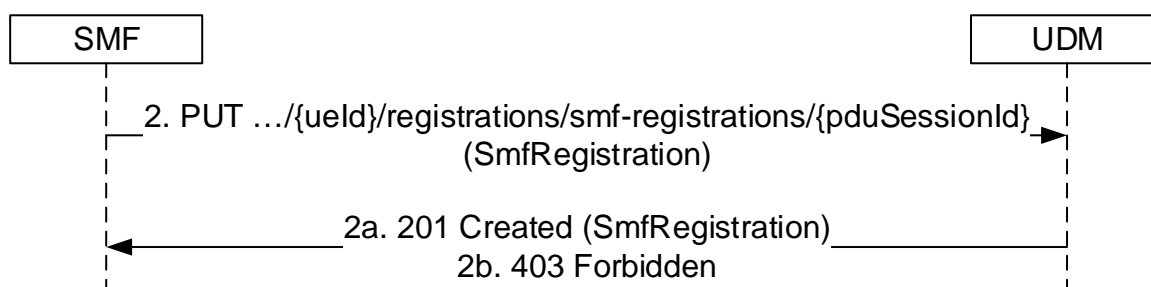 SMF
UDM
2. PUT …/{ueId}/registrations/smf-registrations/{pduSessionId}
(SmfRegistration)
2a. 201 Created (SmfRegistration)
2b. 403 Forbidden